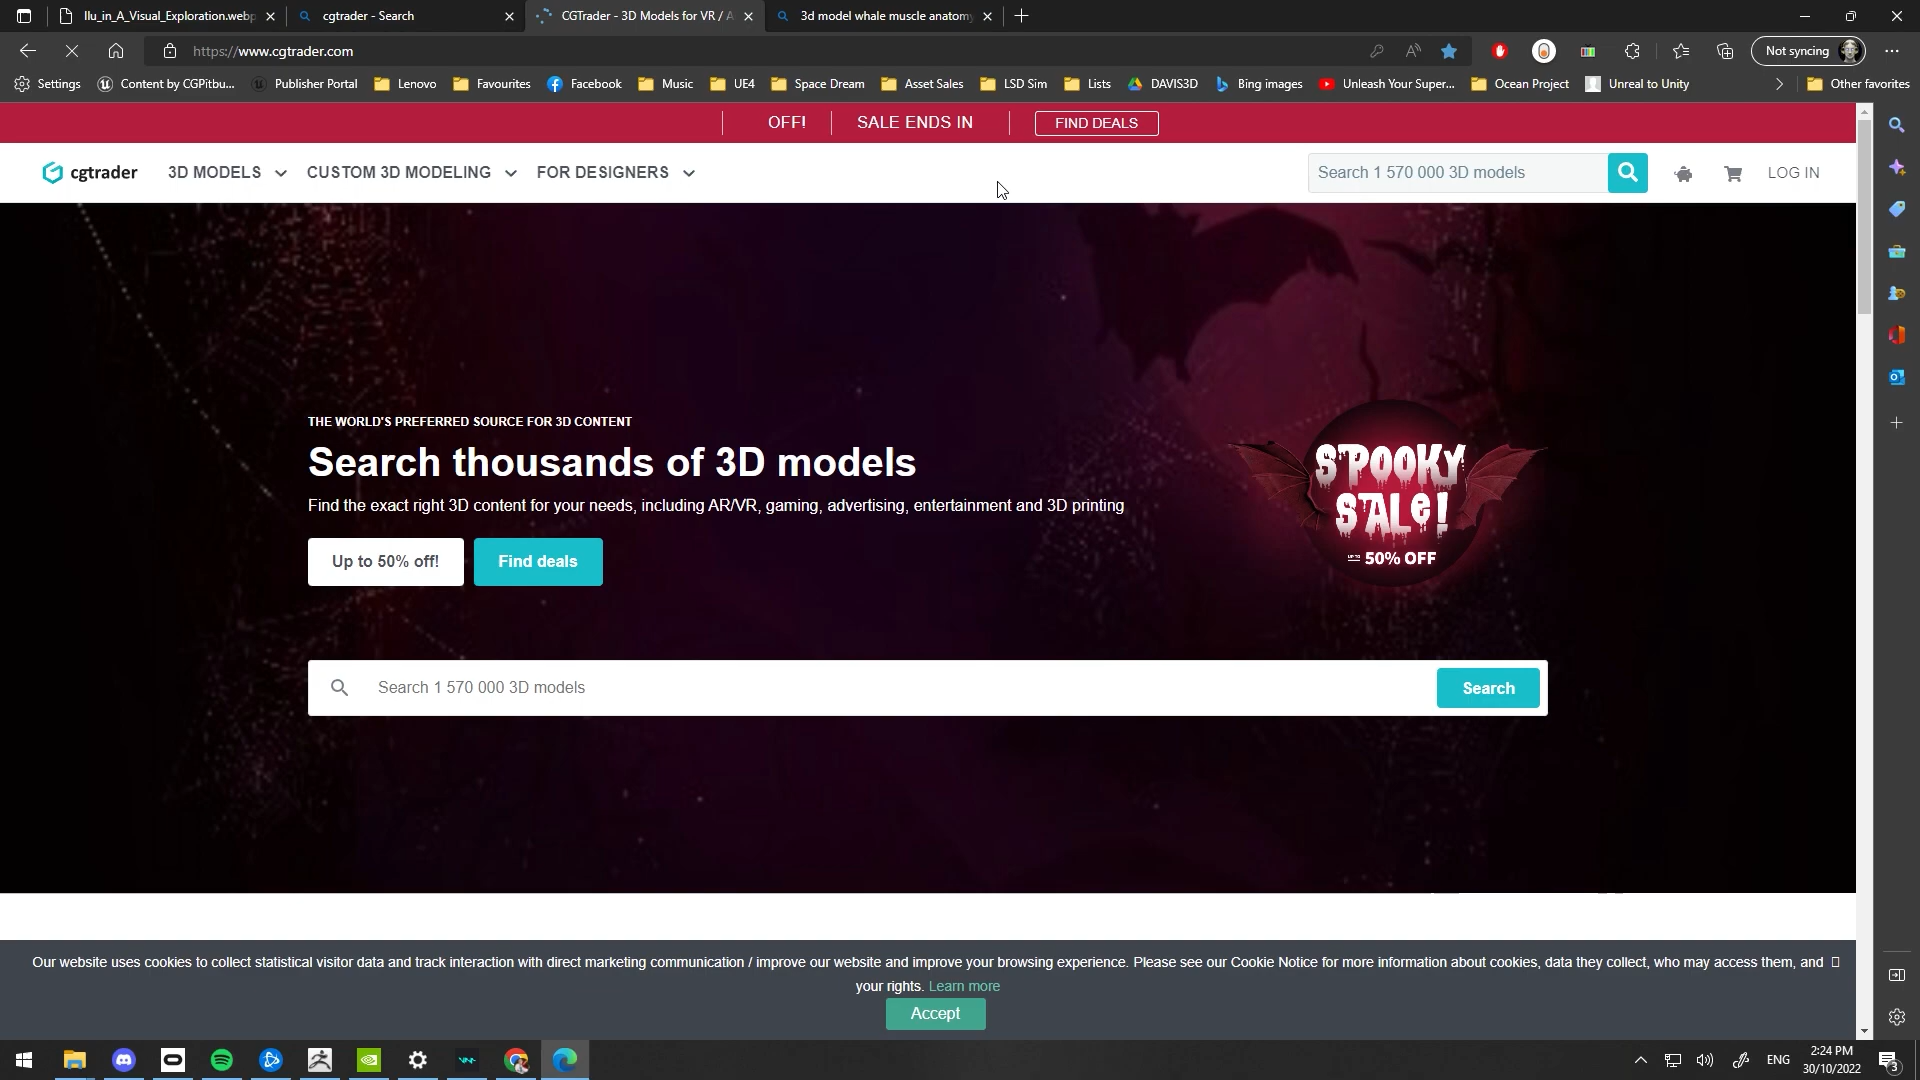 llu_in_A_Visual_Exploration.webp
cgtrader - Search
CGTrader - 3D Models for VR / A
3d model whale muscle anatomy
https://www.cgtrader.com
Not syncing
Settings
Content by CGPitbu...
Publisher Portal
Lenovo
Favourites
Facebook
Music
UE4
Space Dream
Asset Sales
LSD Sim
Lists
DAVIS3D
Bing images
Unleash Your Super...
Ocean Project
Unreal to Unity
Other favorites
OFF! SALE ENDS IN FIND DEALS
cgtrader 3D MODELS CUSTOM 3D MODELING FOR DESIGNERS Search 1 570 000 3D models LOG IN
THE WORLD'S PREFERRED SOURCE FOR 3D CONTENT
Search thousands of 3D models
Find the exact right 3D content for your needs, including AR/VR, gaming, advertising, entertainment and 3D printing
Up to 50% off! Find deals
SPOOKY
SALE!
UP TO 50% OFF
Search 1 570 000 3D models Search
Our website uses cookies to collect statistical visitor data and track interaction with direct marketing communication / improve our website and improve your browsing experience. Please see our Cookie Notice for more information about cookies, data they collect, who may access them, and
your rights. Learn more
Accept
ENG
2:24 PM
30/10/2022
3